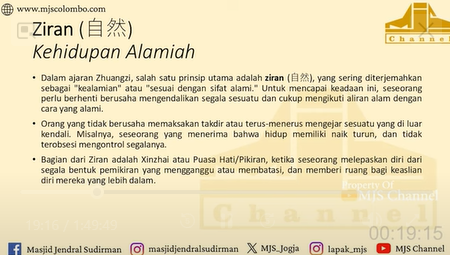 www.mjscolombo.com
Ziran (自然)
Kehidupan Alamiah
Channel
• Dalam ajaran Zhuangzi, salah satu prinsip utama adalah ziran (自然), yang sering diterjemahkan
sebagai "kealamian" atau "sesuai dengan sifat alami." Untuk mencapai keadaan ini, seseorang
perlu berhenti berusaha mengendalikan segala sesuatu dan cukup mengikuti aliran alam dengan
cara yang alami.
• Orang yang tidak berusaha memaksakan takdir atau terus-menerus mengejar sesuatu yang di luar
kendali. Misalnya, seseorang yang menerima bahwa hidup memiliki naik turun, dan tidak
terobsesi mengontrol segalanya.
• Bagian dari Ziran adalah Xinzhai atau Puasa Hati/Pikiran, ketika seseorang melepaskan diri dari
segala bentuk pemikiran yang mengganggu atau membatasi, dan memberi ruang bagi keaslian
diri mereka yang lebih dalam.
Property Of
MJS Channel
Channel
00:19:15
Masjid Jendral Sudirman
masjidjendralsudirman
MJS_Jogja
lapak_mjs
MJS Channel